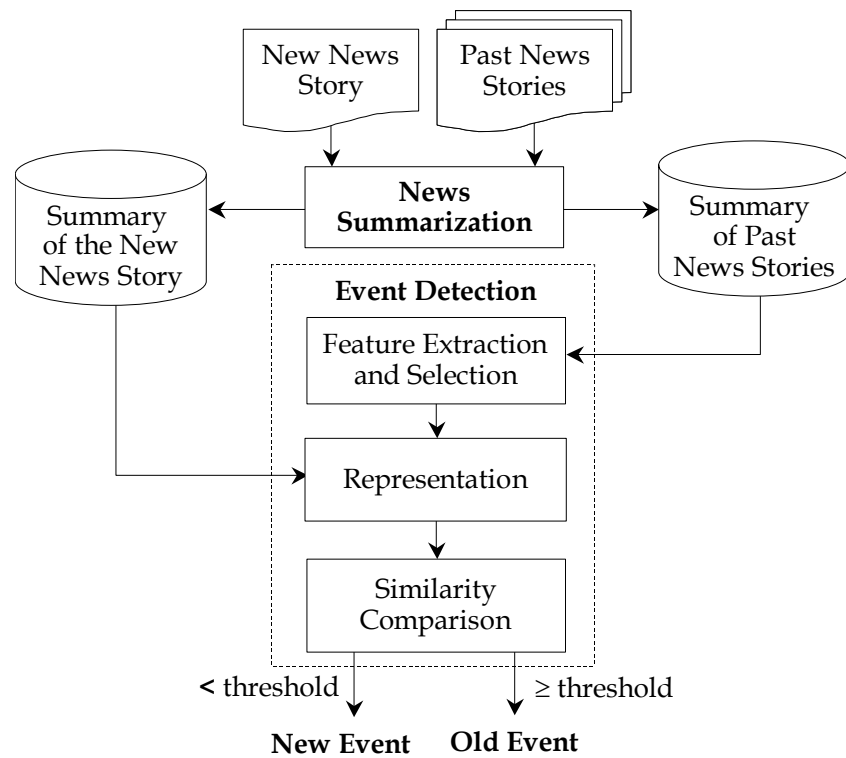 New News
Story
Past News
Stories
News
Summarization
Summary
of the New
News Story
Summary
of Past
News Stories
Event Detection
Feature Extraction
and Selection
Representation
Similarity
Comparison
< threshold
≥ threshold
New Event
Old Event